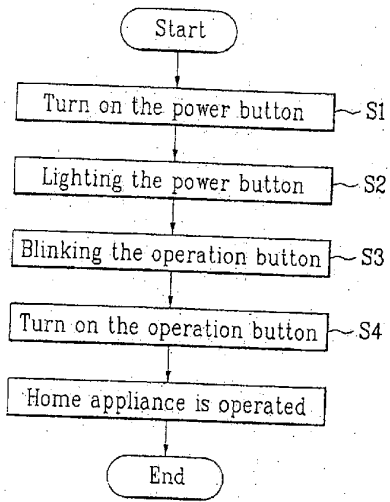 Start
Turn on the power button S1
Lighting the power button S2
Blinking the operation button S3
Turn on the operation button S4
Home appliance is operated
End